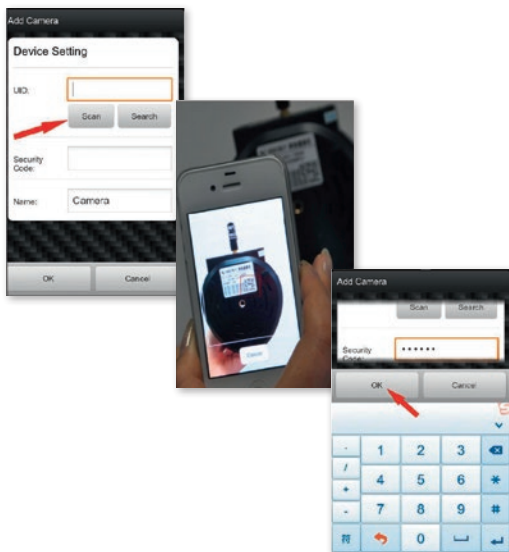 Add Camera
Device Setting
UID:
Scan Search
Security
Code:
Name: Camera
OK Cancel
Cancel
Add Camera
Scan Search
Security
Code:
••••••
OK Cancel
- 1 2 3
/ 4 5 6 *
+
- 7 8 9 #
符 0